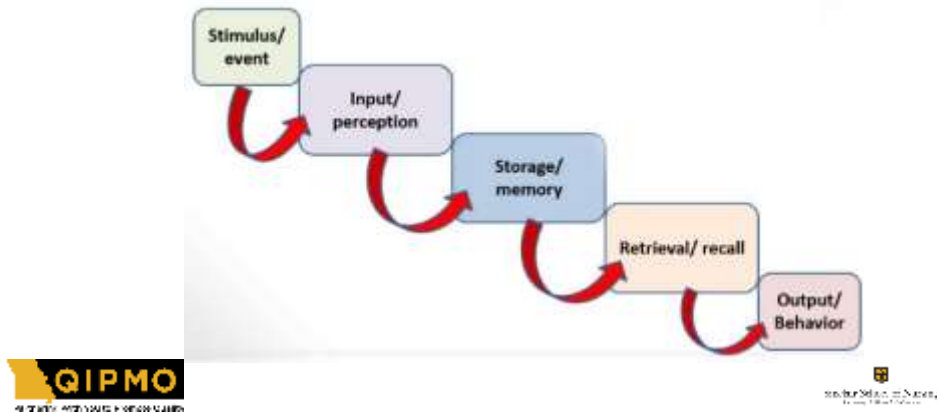 Stimulus/
event
Input/
perception
Storage/
memory
Retrieval/ recall
Output/
Behavior
QIPMO